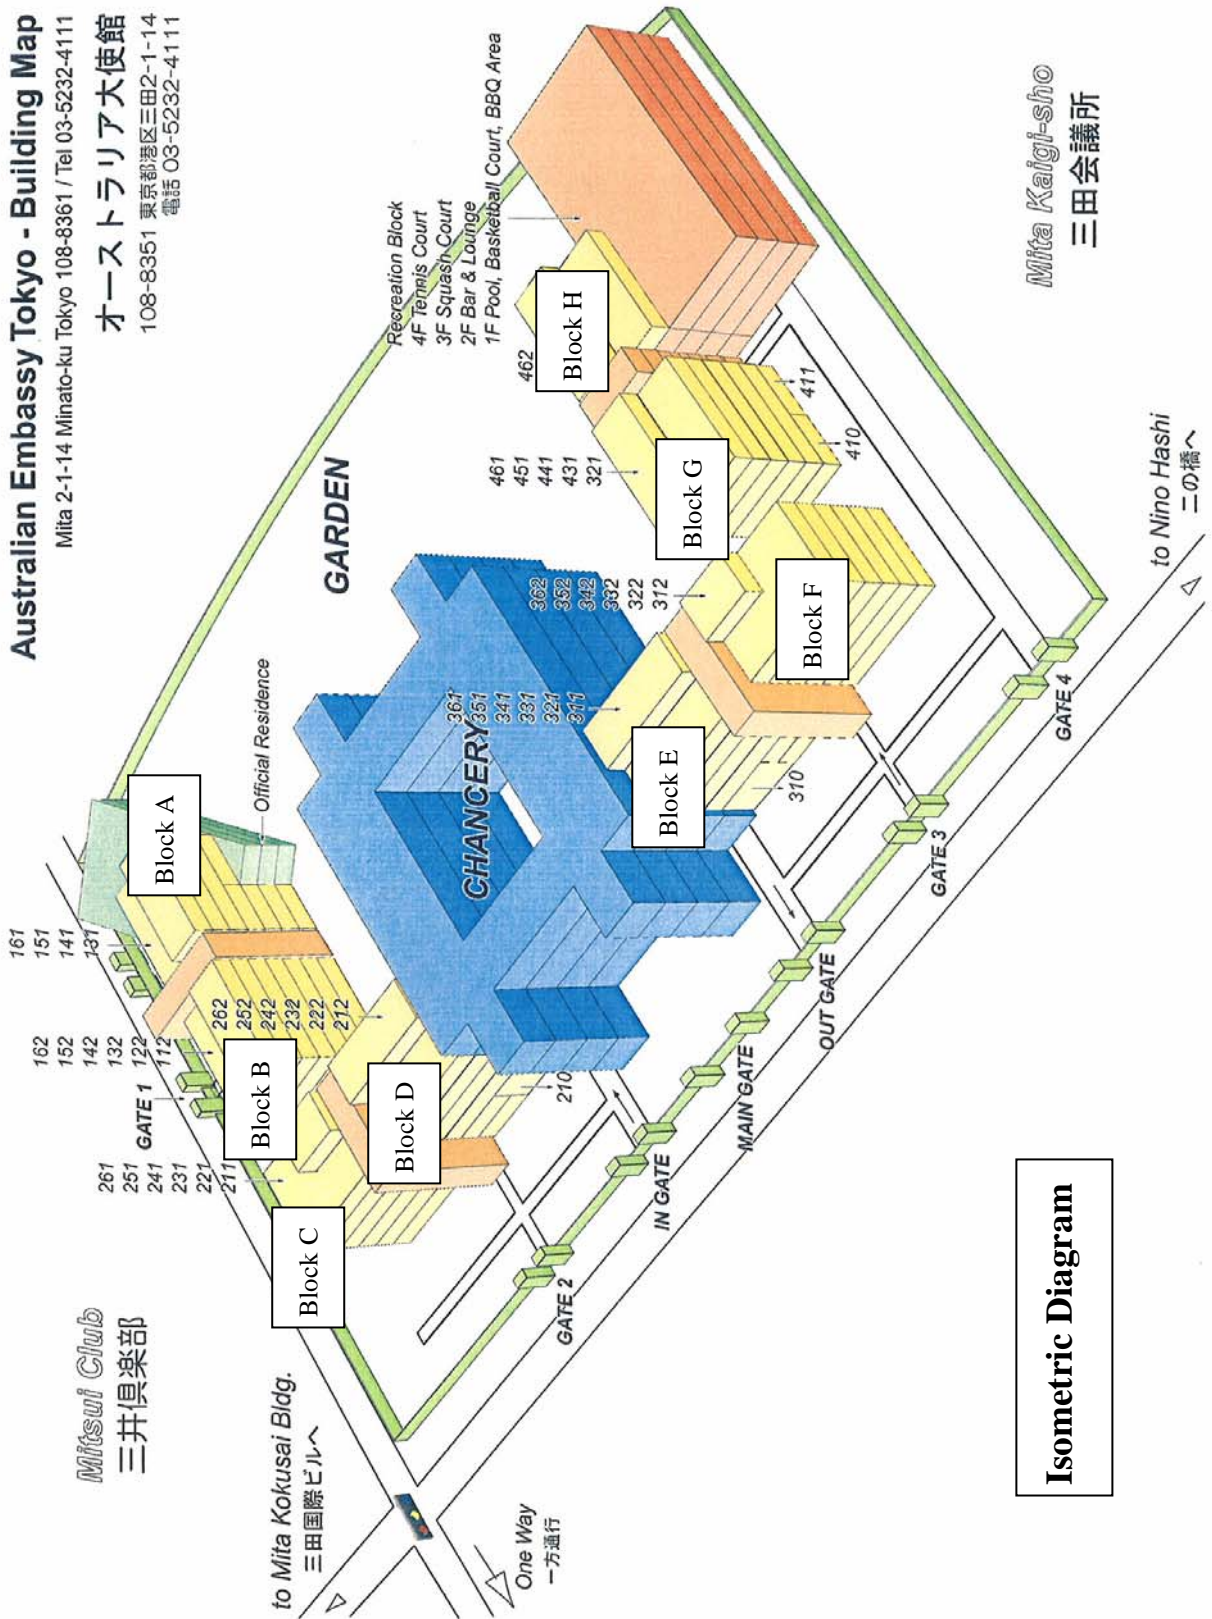 Australian Embassy Tokyo - Building Map
Mita 2-1-14 Minato-ku Tokyo 108-8361 / Tel 03-5232-4111
オーストラリア大使館
108-8351 東京都港区三田2-1-14
電話 03-5232-4111
Mitsui Club
三井倶楽部
to Mita Kokusai Bldg.
三田国際ビルへ
One Way
一方通行
GATE 1
261
251
241
231
221
211
162
152
142
132
122
112
161
151
141
131
Block A
Block B
Block C
Block D
262
252
242
232
222
212
210
Official Residence
GARDEN
CHANCERY
361
351
341
331
321
311
Block E
310
362
352
342
332
322
312
Block F
461
451
441
431
321
Block G
410
411
462
Block H
Recreation Block
4F Tennis Court
3F Squash Court
2F Bar & Lounge
1F Pool, Basketball Court, BBQ Area
GATE 2
IN GATE
MAIN GATE
OUT GATE
GATE 3
GATE 4
Mita Kaigi-sho
三田会議所
to Nino Hashi
二の橋へ
Isometric Diagram